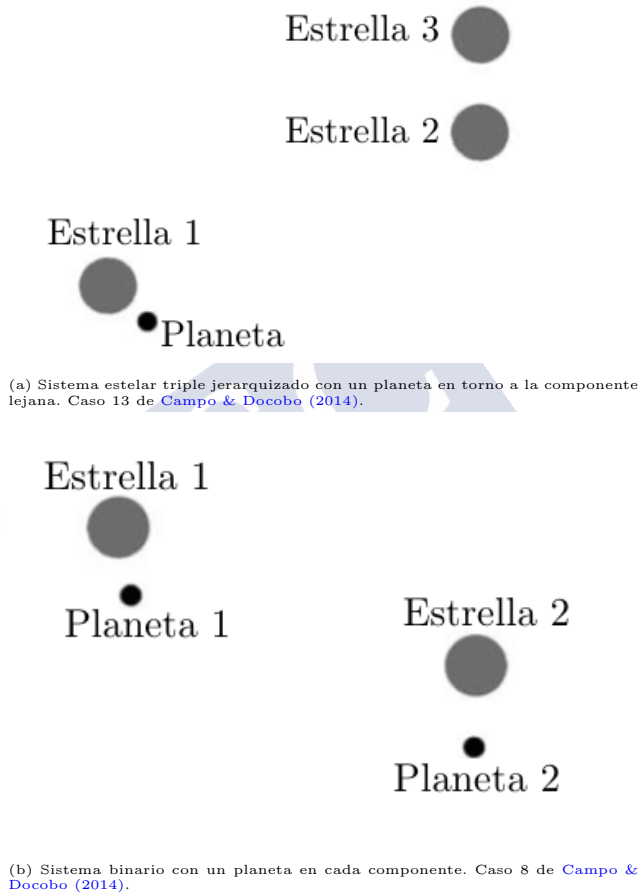 Estrella 3
Estrella 2
Estrella 1
Planeta
(a) Sistema estelar triple jerarquizado con un planeta en torno a la componente
lejana. Caso 13 de Campo & Docobo (2014).
Estrella 1
Planeta 1
Estrella 2
Planeta 2
(b) Sistema binario con un planeta en cada componente. Caso 8 de Campo &
Docobo (2014).